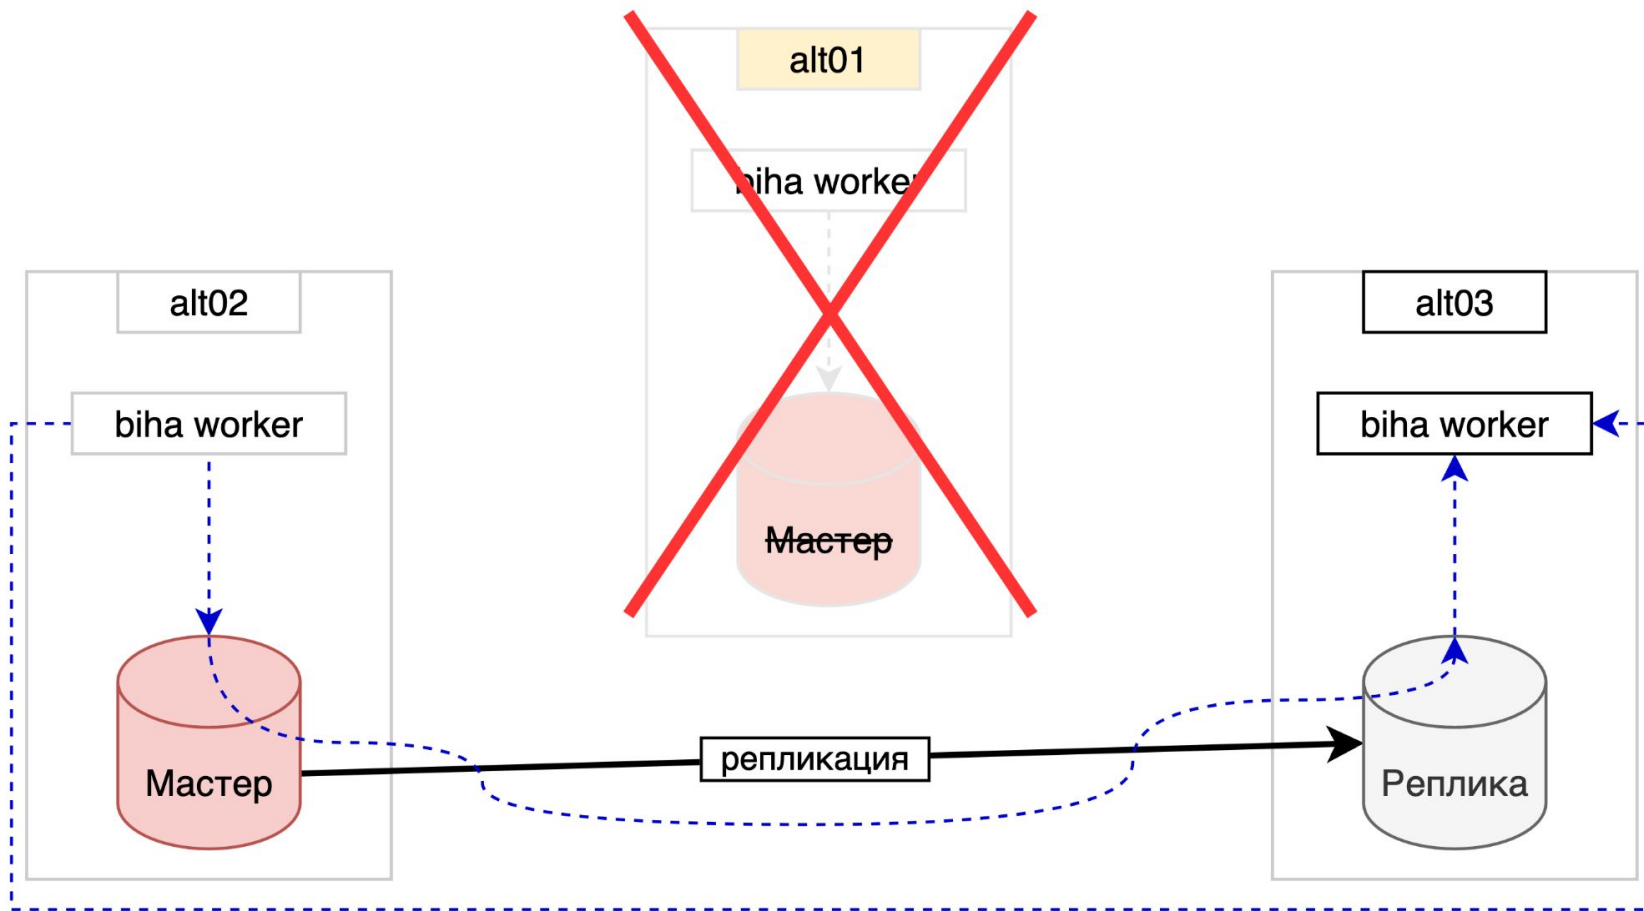 alt01
biha worker
Мастер
alt02
biha worker
Мастер
репликация
alt03
biha worker
Реплика